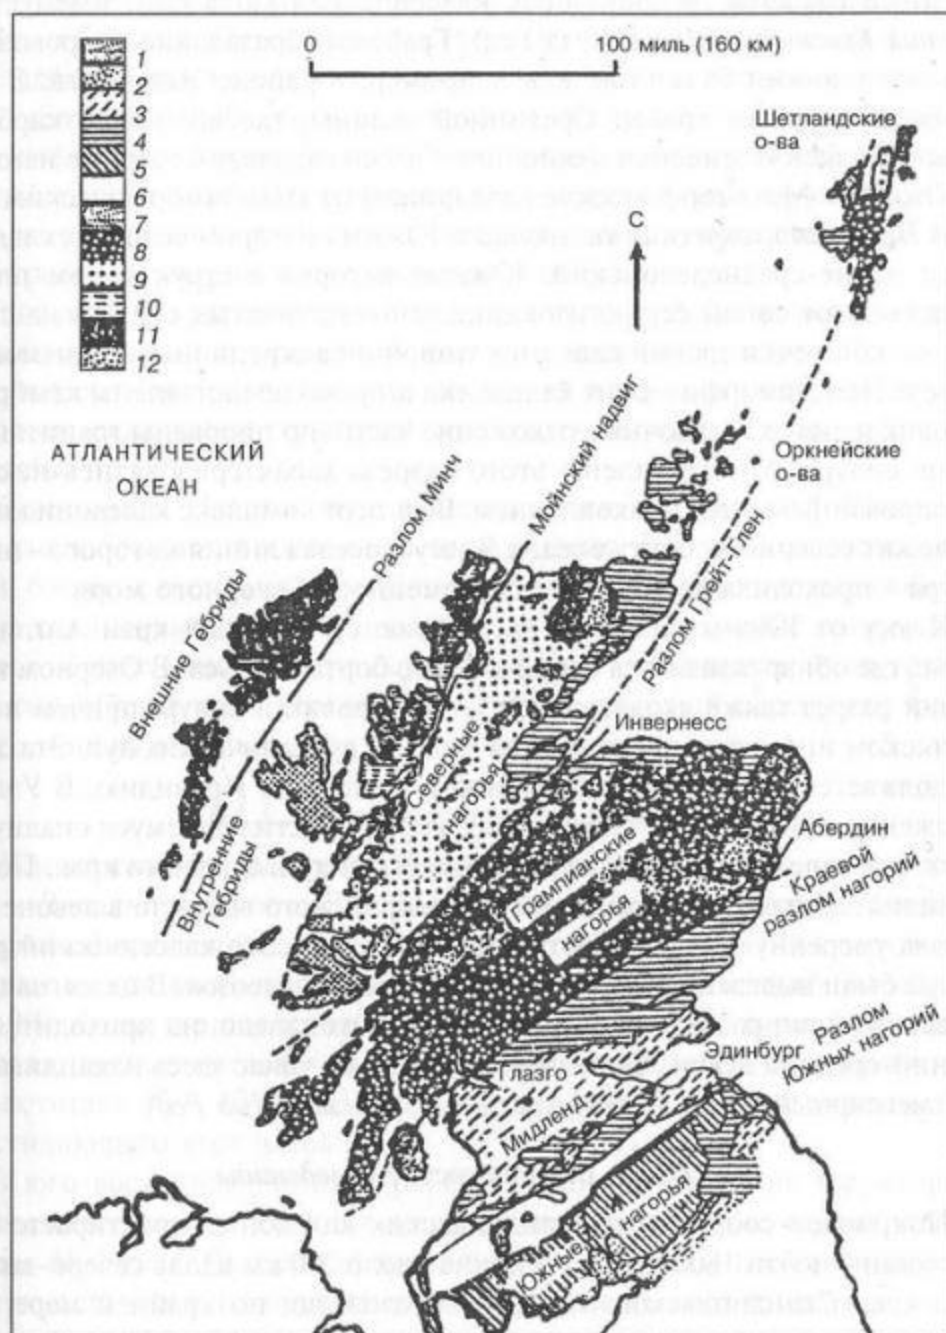 1
2
3
4
5
6
7
8
9
10
11
12
0
100 миль (160 км)
Шетландские
о-ва
С
АТЛАНТИЧЕСКИЙ
ОКЕАН
Разлом Минч
Мойнский надвиг
Оркнейские
о-ва
Внешние Гебриды
Разлом Грейт-Глен
Инвернесс
Северные
нагорья
Внутренние
Гебриды
Грампианские
нагорья
Абердин
Краевой
разлом нагорий
Эдинбург
Разлом
Южных нагорий
Глазго
Мидленд
Южные
нагорья